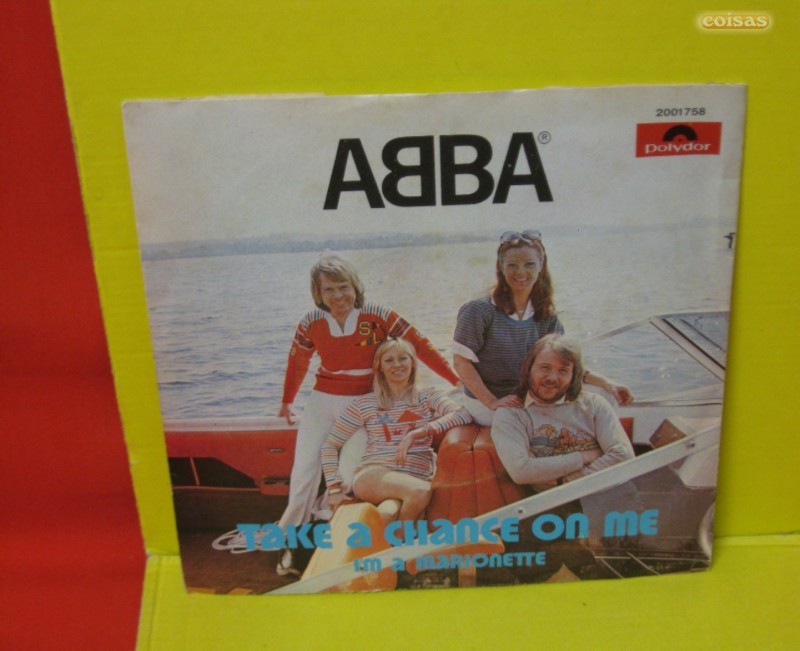 coisas
2001758
polydor
ABBA®
TAKE A CHANCE ON ME
I'M A MARIONETTE